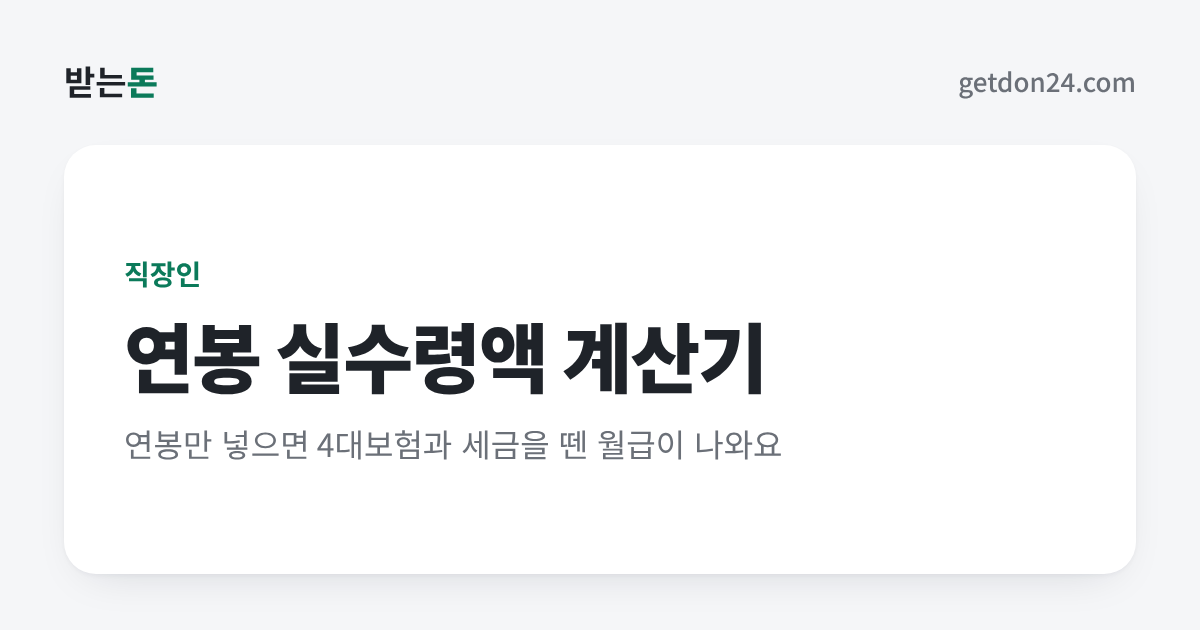 받는돈
getdon24.com
직장인
연봉 실수령액 계산기
연봉만 넣으면 4대보험과 세금을 뗀 월급이 나와요